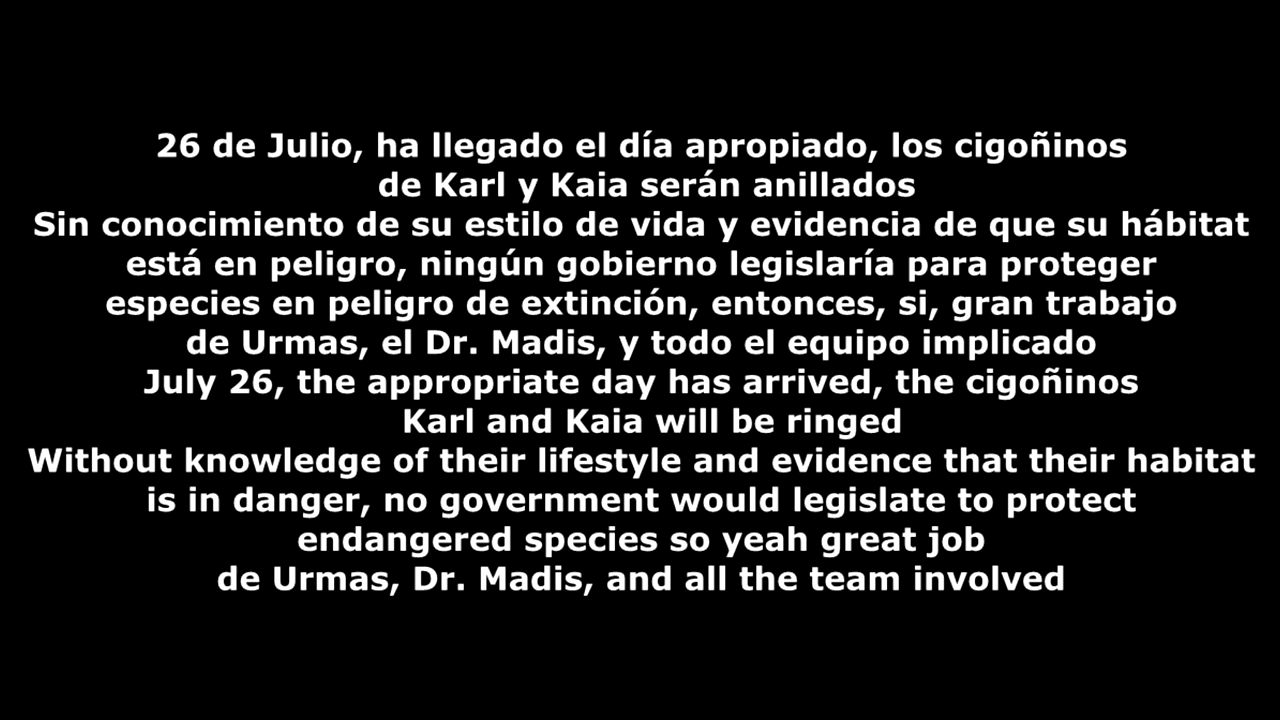 26 de Julio, ha llegado el día apropiado, los cigoñinos
de Karl y Kaia serán anillados
Sin conocimiento de su estilo de vida y evidencia de que su hábitat
está en peligro, ningún gobierno legislaría para proteger
especies en peligro de extinción, entonces, si, gran trabajo
de Urmas, el Dr. Madis, y todo el equipo implicado
July 26, the appropriate day has arrived, the cigoñinos
Karl and Kaia will be ringed
Without knowledge of their lifestyle and evidence that their habitat
is in danger, no government would legislate to protect
endangered species so yeah great job
de Urmas, Dr. Madis, and all the team involved